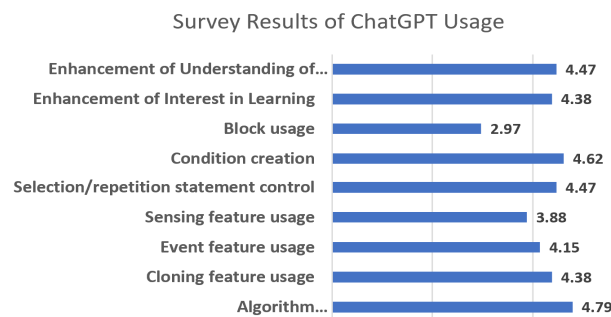 Survey Results of ChatGPT Usage
Enhancement of Understanding of... 4.47
Enhancement of Interest in Learning 4.38
Block usage 2.97
Condition creation 4.62
Selection/repetition statement control 4.47
Sensing feature usage 3.88
Event feature usage 4.15
Cloning feature usage 4.38
Algorithm... 4.79